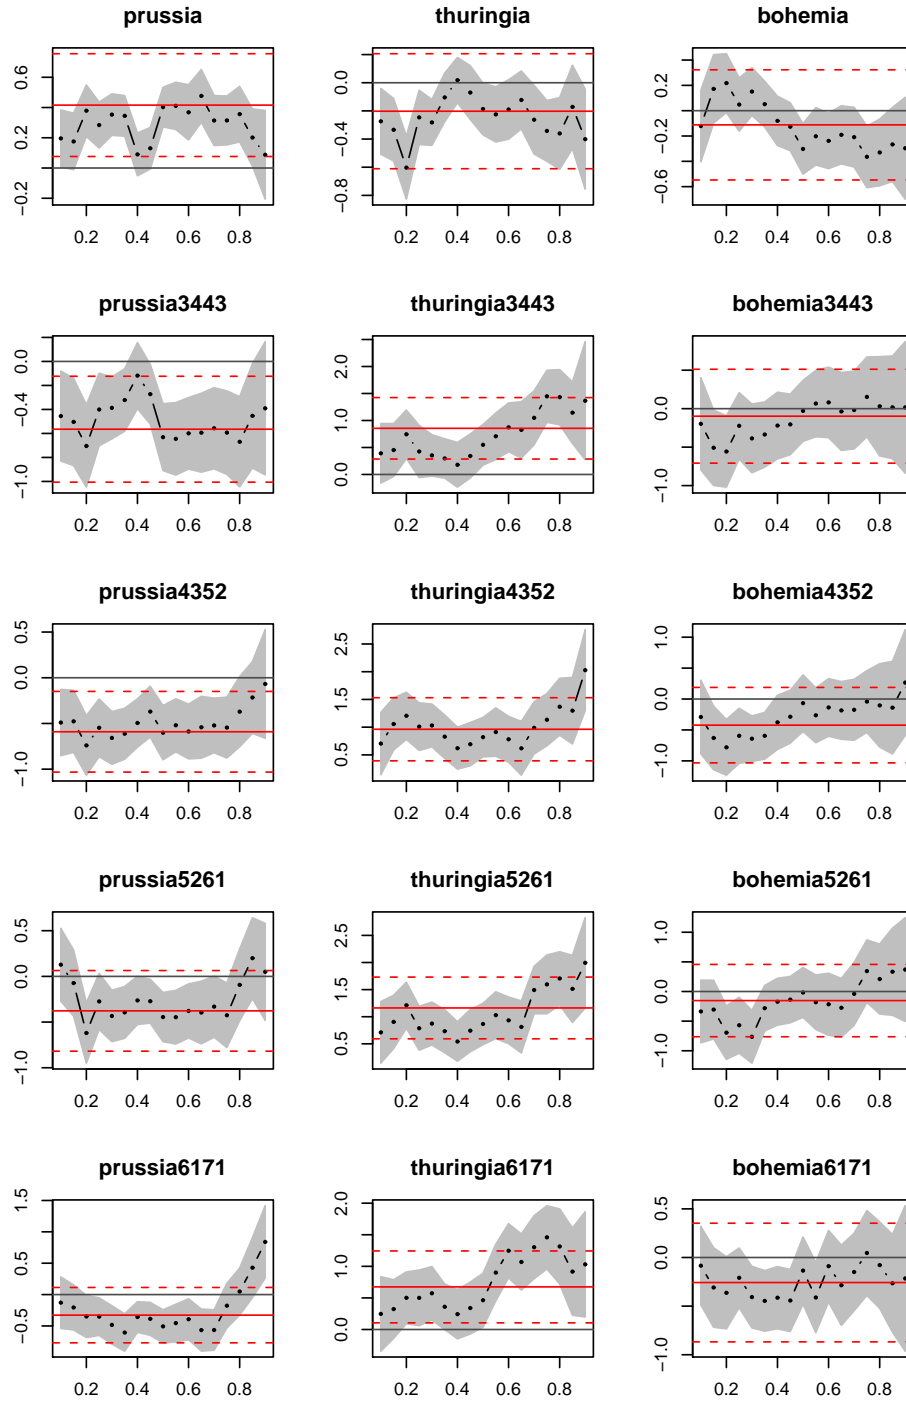 prussia thuringia bohemia
0.6 0.2 −0.2 0.0 −0.4 −0.8 0.2 −0.2 −0.6
0.2 0.4 0.6 0.8 0.2 0.4 0.6 0.8 0.2 0.4 0.6 0.8
prussia3443 thuringia3443 bohemia3443
0.0 −0.4 −1.0 2.0 1.0 0.0 0.0 −1.0
0.2 0.4 0.6 0.8 0.2 0.4 0.6 0.8 0.2 0.4 0.6 0.8
prussia4352 thuringia4352 bohemia4352
0.5 0.0 −1.0 2.5 1.5 0.5 1.0 0.0 −1.0
0.2 0.4 0.6 0.8 0.2 0.4 0.6 0.8 0.2 0.4 0.6 0.8
prussia5261 thuringia5261 bohemia5261
0.5 0.0 −1.0 2.5 1.5 0.5 1.0 0.0 −1.0
0.2 0.4 0.6 0.8 0.2 0.4 0.6 0.8 0.2 0.4 0.6 0.8
prussia6171 thuringia6171 bohemia6171
1.5 0.5 −0.5 2.0 1.0 0.0 0.5 0.0 −1.0
0.2 0.4 0.6 0.8 0.2 0.4 0.6 0.8 0.2 0.4 0.6 0.8